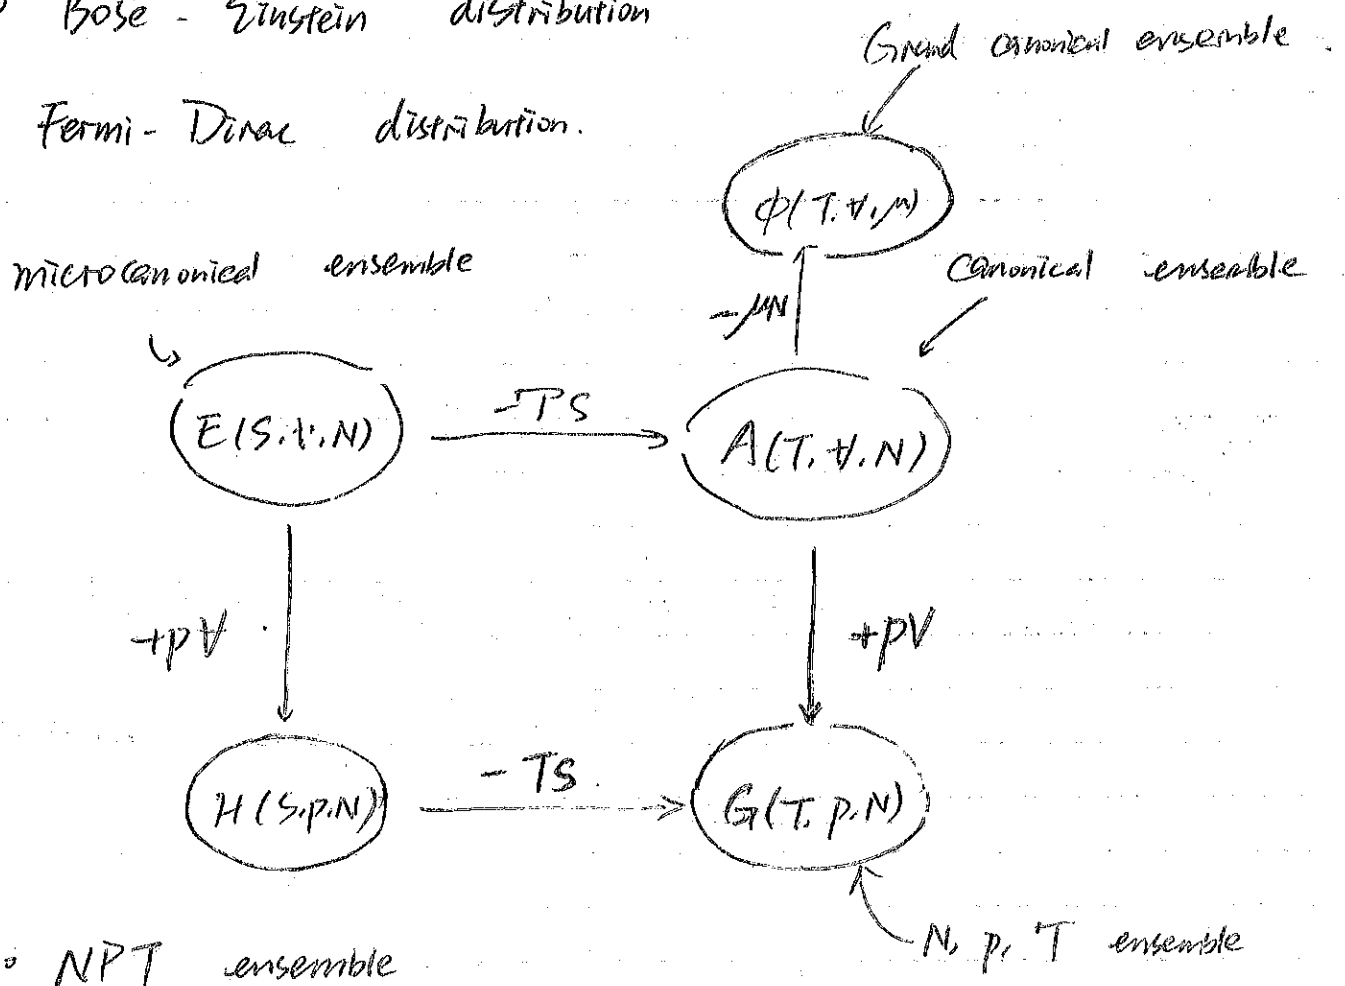 Bose - Einstein distribution
Grand canonical ensemble.
Fermi - Dirac distribution.
Φ(T.V.μ)
microcanonical ensemble
Canonical ensemble
-μN
E(S.V.N)
-TS
A(T.V.N)
+pV
+pV
H(S.p.N)
-TS
G(T.p.N)
N, p, T ensemble
◦ NPT ensemble